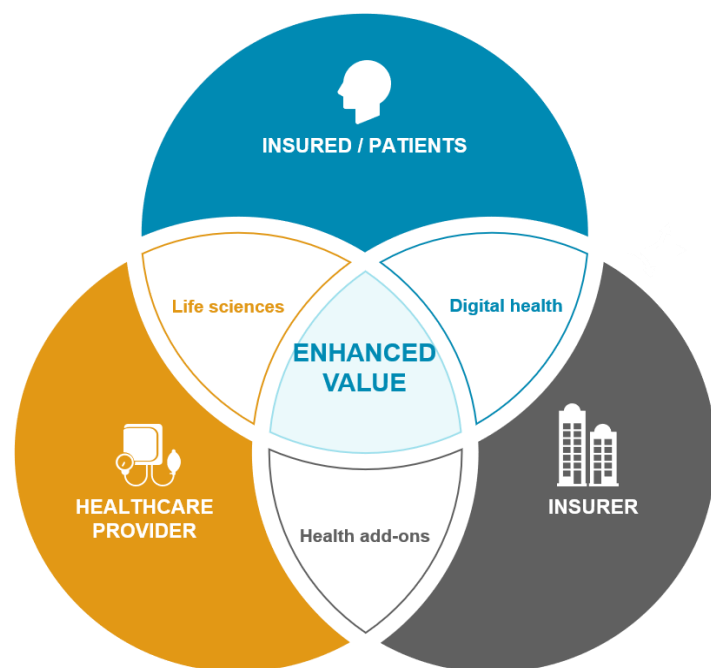 INSURED / PATIENTS
Life sciences
Digital health
ENHANCED
VALUE
HEALTHCARE
PROVIDER
INSURER
Health add-ons